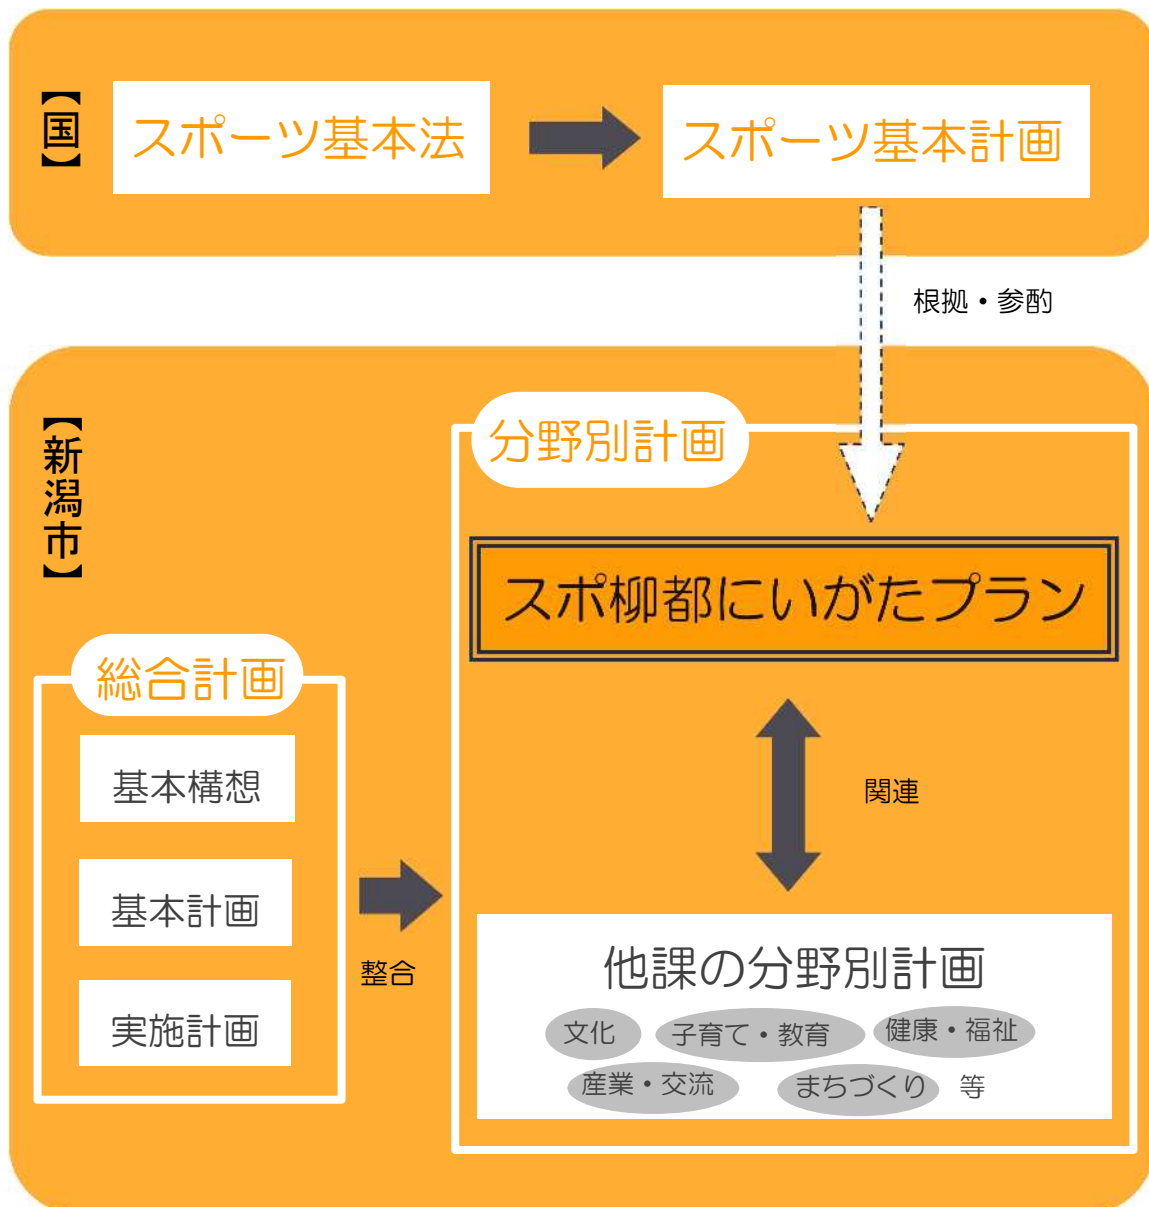 【国】
スポーツ基本法
スポーツ基本計画
根拠・参酌
【新潟市】
分野別計画
スポ柳都にいがたプラン
総合計画
基本構想
基本計画
実施計画
整合
関連
他課の分野別計画
文化
子育て・教育
健康・福祉
産業・交流
まちづくり
等